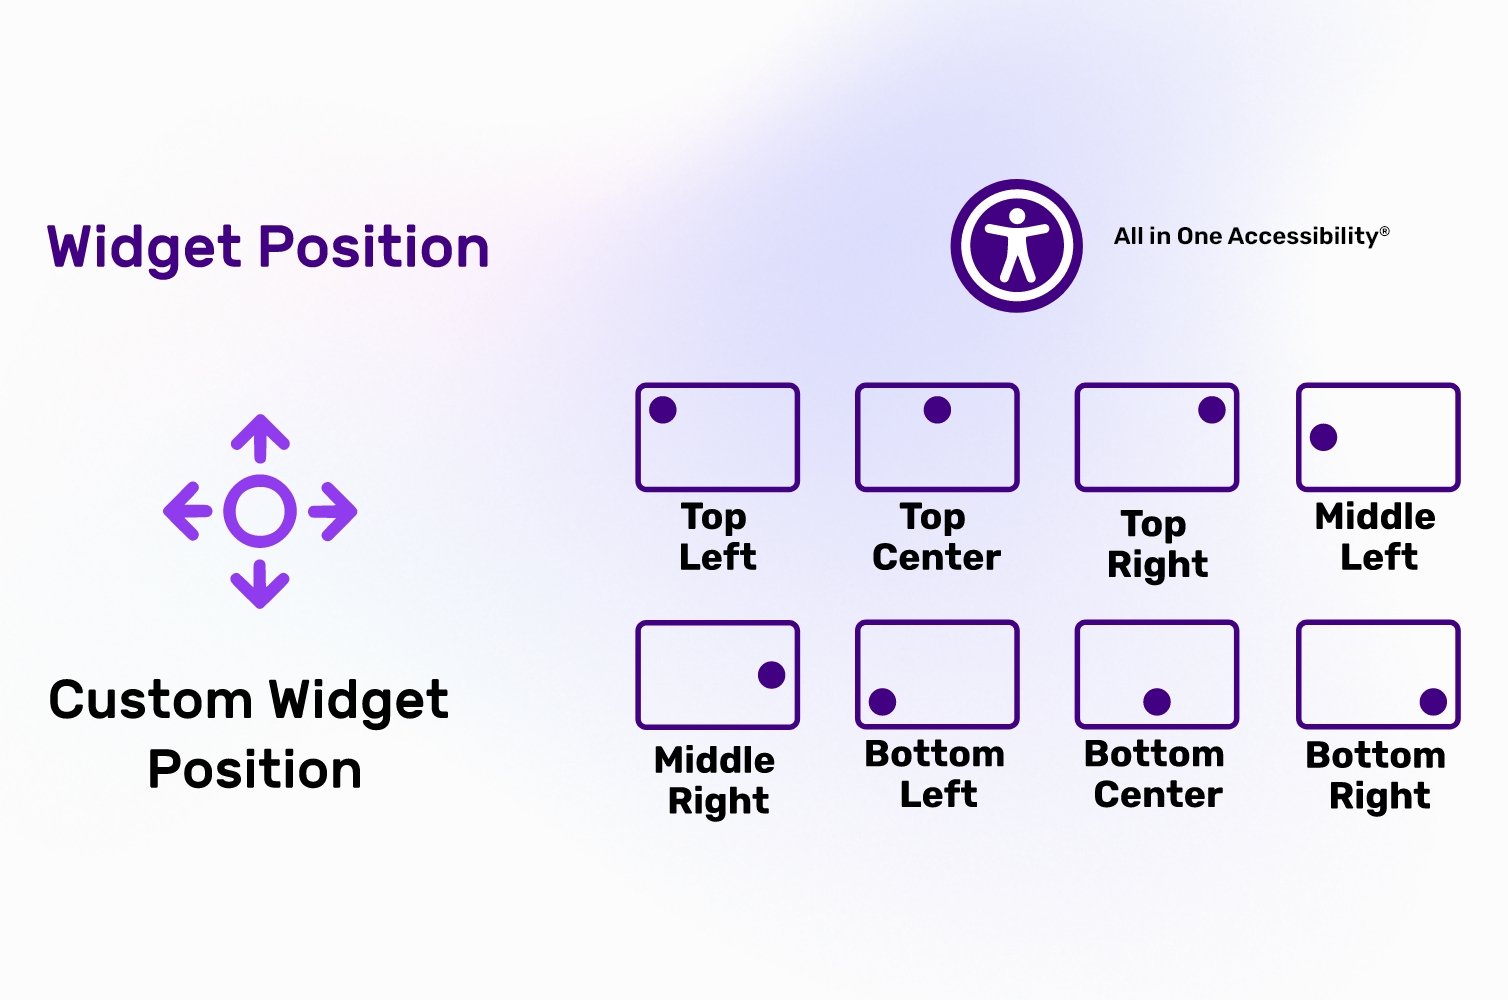 Widget Position
All in One Accessibility®
Custom Widget
Position
Top
Left
Top
Center
Top
Right
Middle
Left
Middle
Right
Bottom
Left
Bottom
Center
Bottom
Right